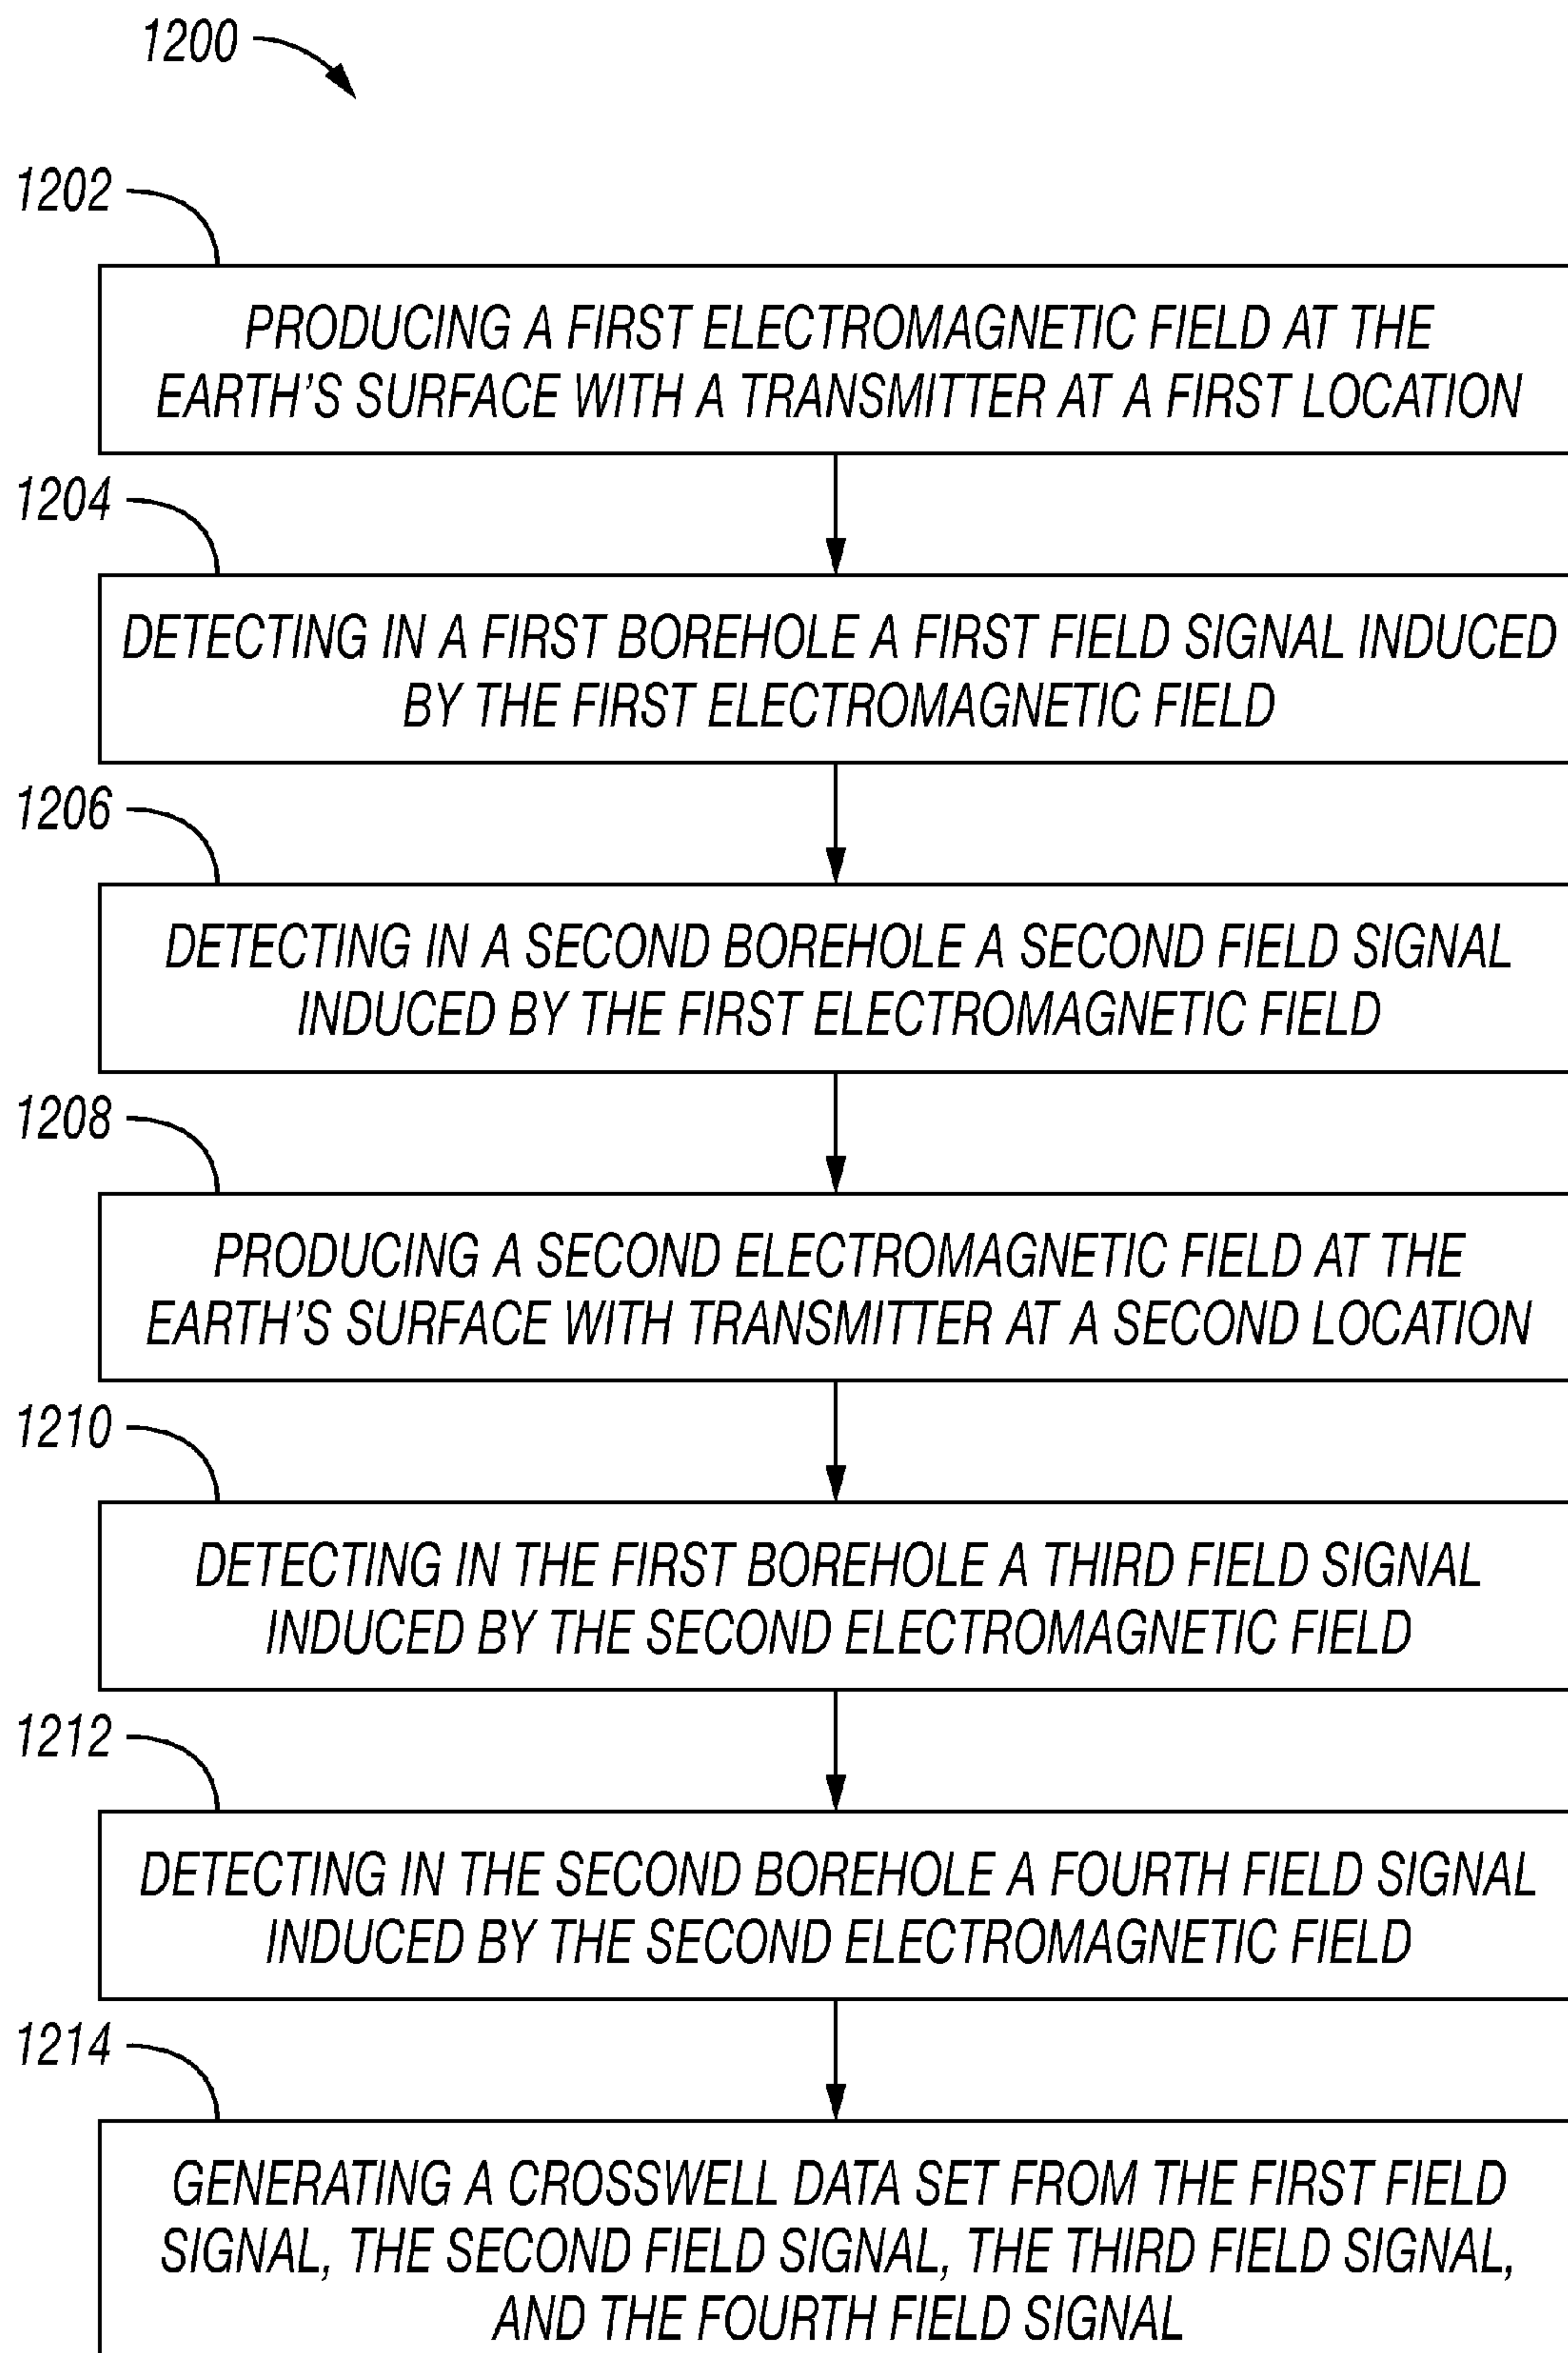 1200
1202
PRODUCING A FIRST ELECTROMAGNETIC FIELD AT THE
EARTH'S SURFACE WITH A TRANSMITTER AT A FIRST LOCATION
1204
DETECTING IN A FIRST BOREHOLE A FIRST FIELD SIGNAL INDUCED
BY THE FIRST ELECTROMAGNETIC FIELD
1206
DETECTING IN A SECOND BOREHOLE A SECOND FIELD SIGNAL
INDUCED BY THE FIRST ELECTROMAGNETIC FIELD
1208
PRODUCING A SECOND ELECTROMAGNETIC FIELD AT THE
EARTH'S SURFACE WITH TRANSMITTER AT A SECOND LOCATION
1210
DETECTING IN THE FIRST BOREHOLE A THIRD FIELD SIGNAL
INDUCED BY THE SECOND ELECTROMAGNETIC FIELD
1212
DETECTING IN THE SECOND BOREHOLE A FOURTH FIELD SIGNAL
INDUCED BY THE SECOND ELECTROMAGNETIC FIELD
1214
GENERATING A CROSSWELL DATA SET FROM THE FIRST FIELD
SIGNAL, THE SECOND FIELD SIGNAL, THE THIRD FIELD SIGNAL,
AND THE FOURTH FIELD SIGNAL